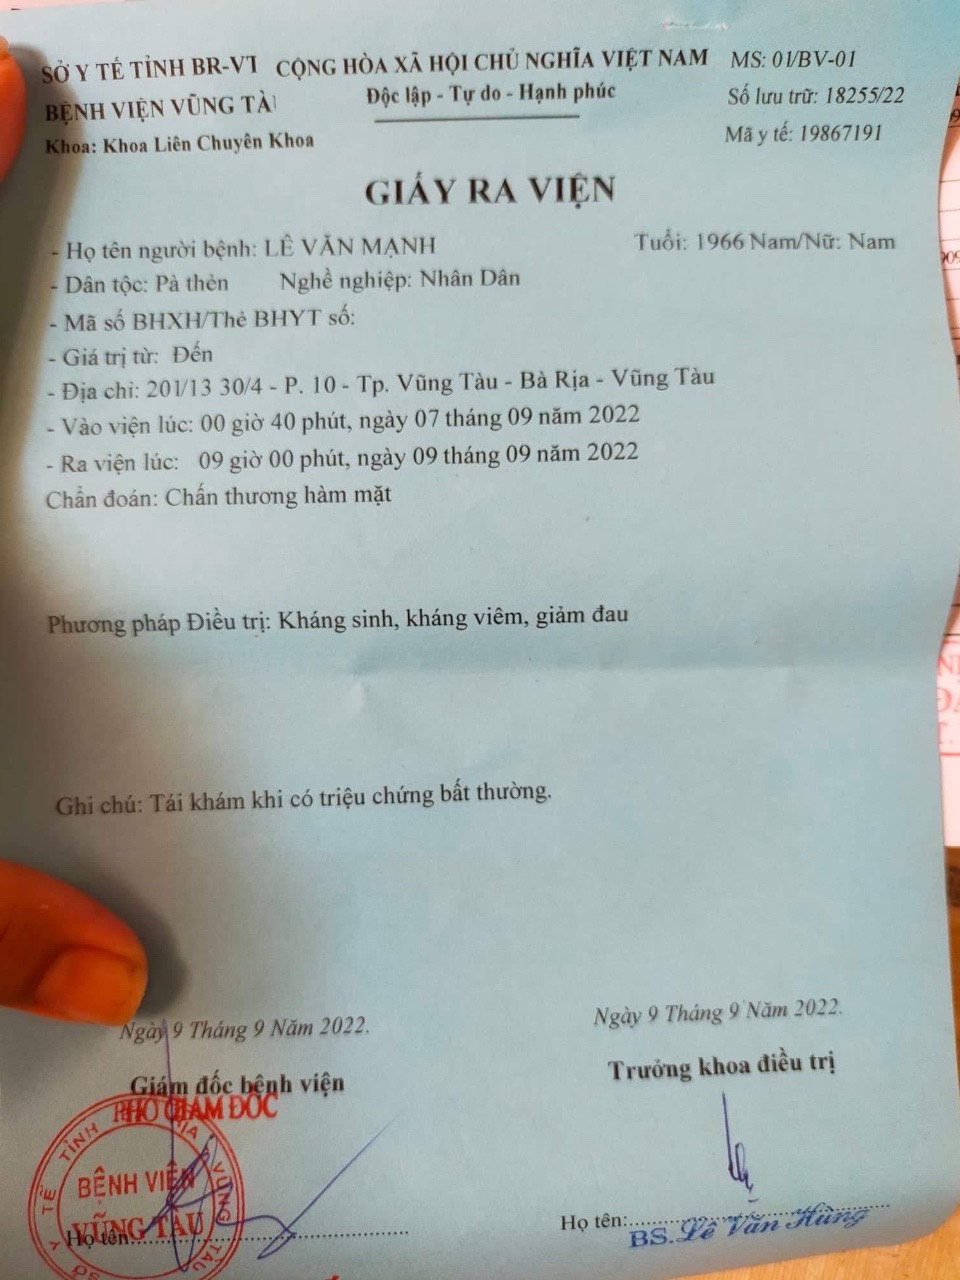 SỞ Y TẾ TỈNH BR-VT CỘNG HÒA XÃ HỘI CHỦ NGHĨA VIỆT NAM MS: 01/BV-01
BỆNH VIỆN VŨNG TÀU Độc lập - Tự do - Hạnh phúc Số lưu trữ: 18255/22
Khoa: Khoa Liên Chuyên Khoa Mã y tế: 19867191
GIẤY RA VIỆN
- Họ tên người bệnh: LÊ VĂN MẠNH Tuổi: 1966 Nam/Nữ: Nam
- Dân tộc: Pà thẻn Nghề nghiệp: Nhân Dân
- Mã số BHXH/Thẻ BHYT số:
- Giá trị từ: Đến
- Địa chỉ: 201/13 30/4 - P. 10 - Tp. Vũng Tàu - Bà Rịa - Vũng Tàu
- Vào viện lúc: 00 giờ 40 phút, ngày 07 tháng 09 năm 2022
- Ra viện lúc: 09 giờ 00 phút, ngày 09 tháng 09 năm 2022
Chẩn đoán: Chấn thương hàm mặt
Phương pháp Điều trị: Kháng sinh, kháng viêm, giảm đau
Ghi chú: Tái khám khi có triệu chứng bất thường.
Ngày 9 Tháng 9 Năm 2022. Ngày 9 Tháng 9 Năm 2022.
Giám đốc bệnh viện Trưởng khoa điều trị
PHÓ GIÁM ĐỐC
BỆNH VIỆN
VŨNG TÀU
Họ tên:.......... Họ tên:..........
BS. Lê Văn Hùng